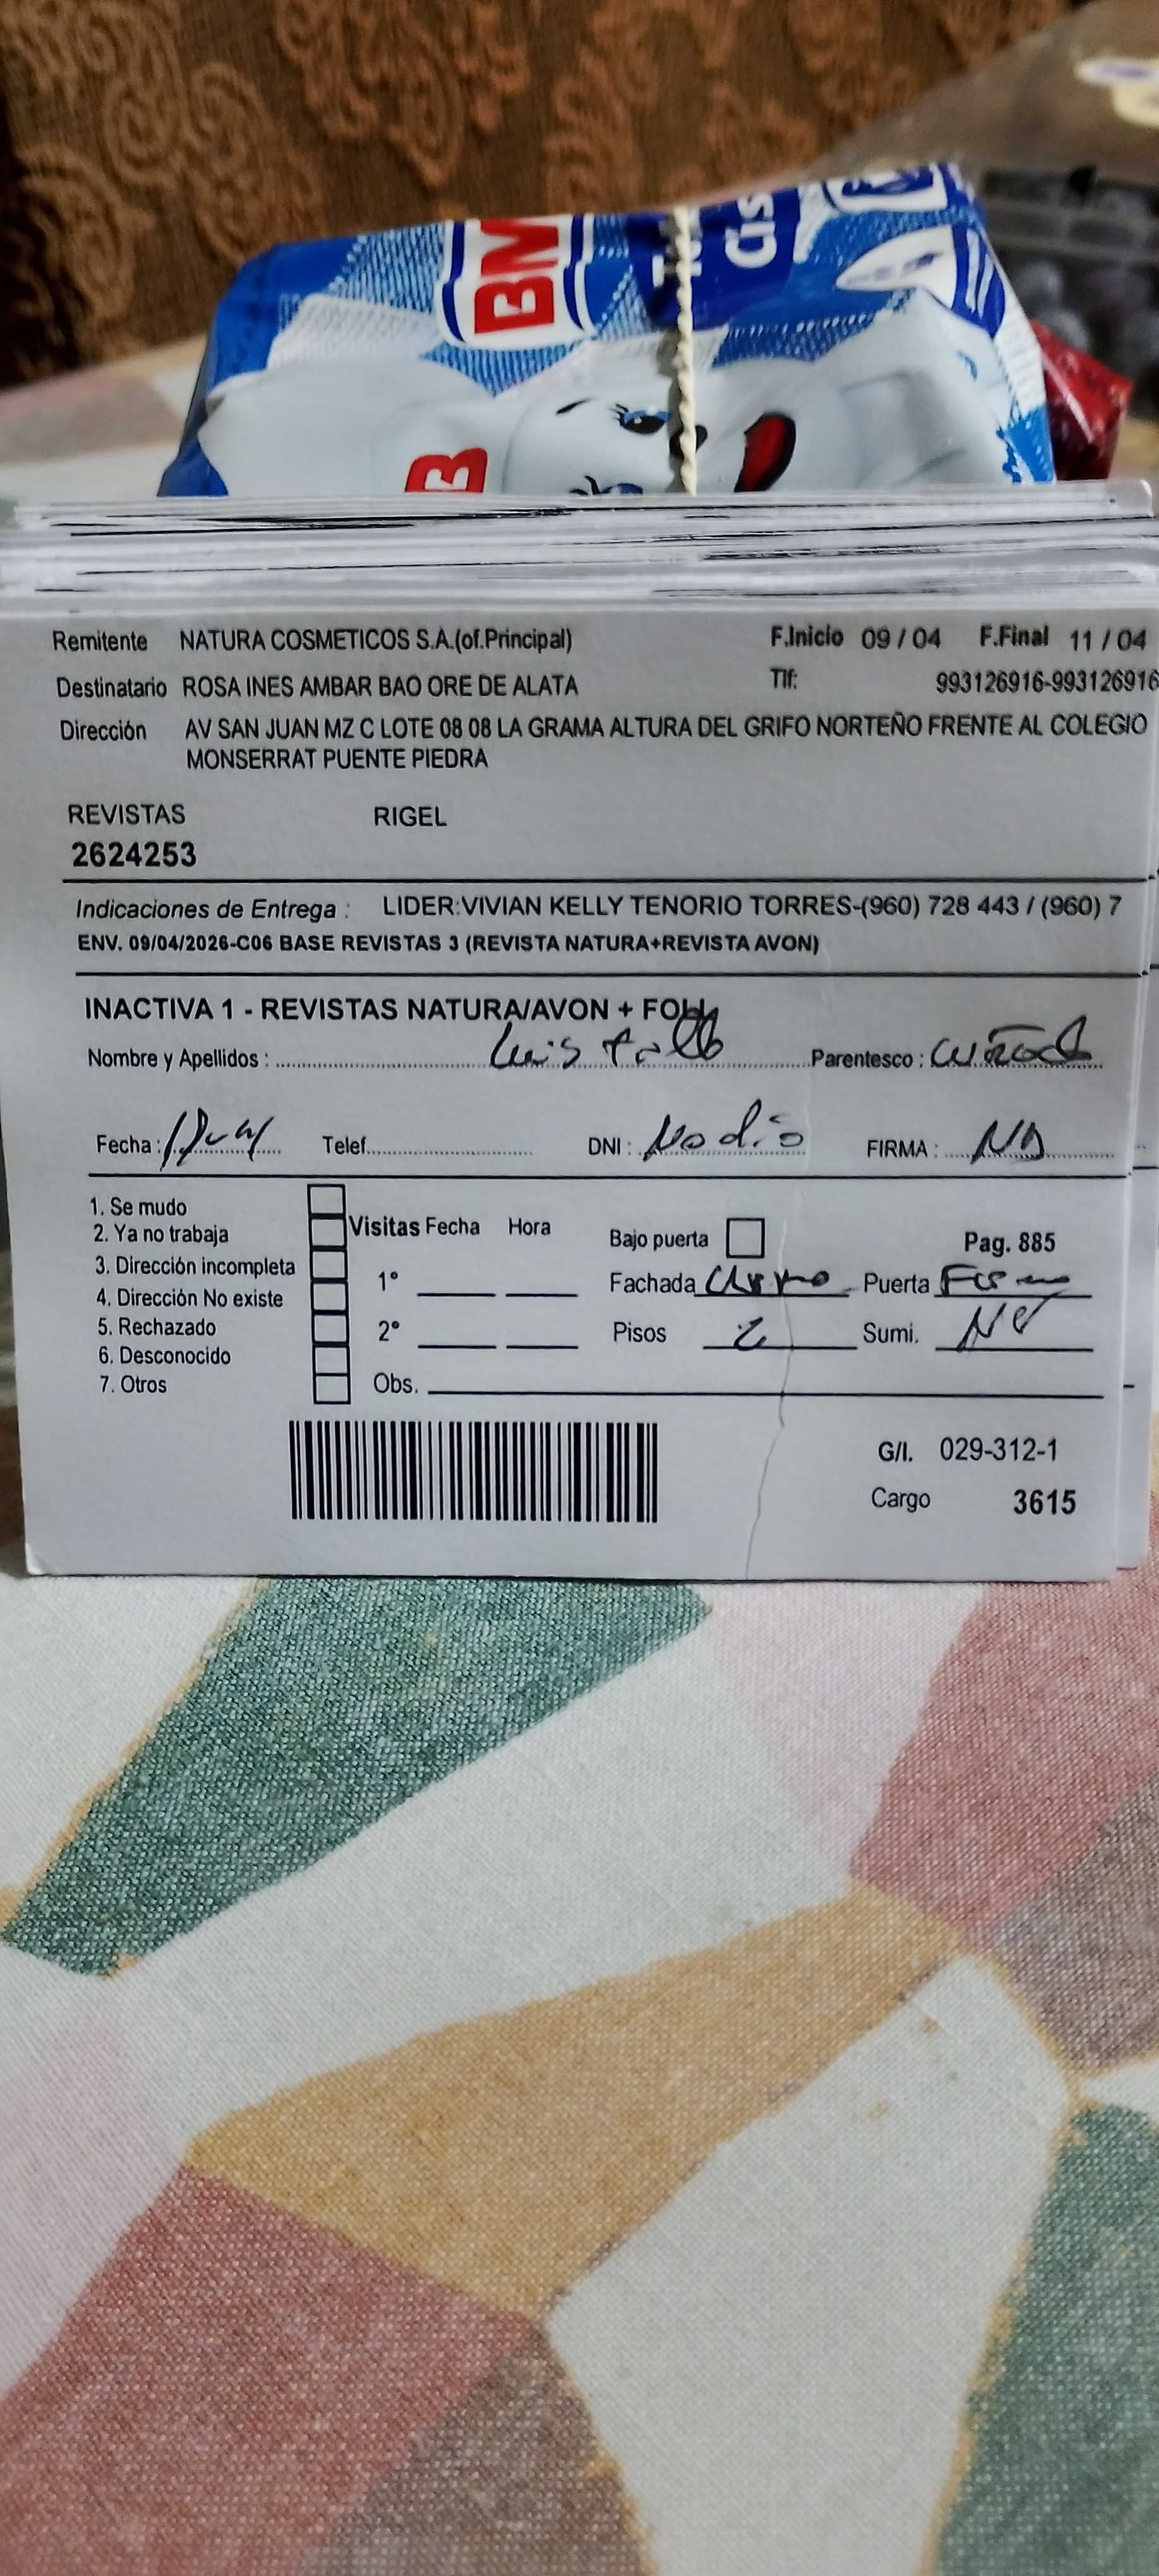 BM
B
Remitente NATURA COSMETICOS S.A.(of.Principal) F.Inicio 09 / 04 F.Final 11 / 04
Destinatario ROSA INES AMBAR BAO ORE DE ALATA Tlf: 993126916-993126916
Dirección AV SAN JUAN MZ C LOTE 08 08 LA GRAMA ALTURA DEL GRIFO NORTEÑO FRENTE AL COLEGIO
MONSERRAT PUENTE PIEDRA
REVISTAS RIGEL
2624253
Indicaciones de Entrega : LIDER:VIVIAN KELLY TENORIO TORRES-(960) 728 443 / (960) 7
ENV. 09/04/2026-C06 BASE REVISTAS 3 (REVISTA NATURA+REVISTA AVON)
INACTIVA 1 - REVISTAS NATURA/AVON + FOLL
Nombre y Apellidos : Luis Parentesco : cuñado
Fecha : Telef. DNI : No dio FIRMA : NO
1. Se mudo
2. Ya no trabaja Visitas Fecha Hora Bajo puerta Pag. 885
3. Dirección incompleta 1° Fachada Puerta
4. Dirección No existe
5. Rechazado 2° Pisos 2 Sumi. Nº
6. Desconocido
7. Otros Obs.
G/I. 029-312-1
Cargo 3615